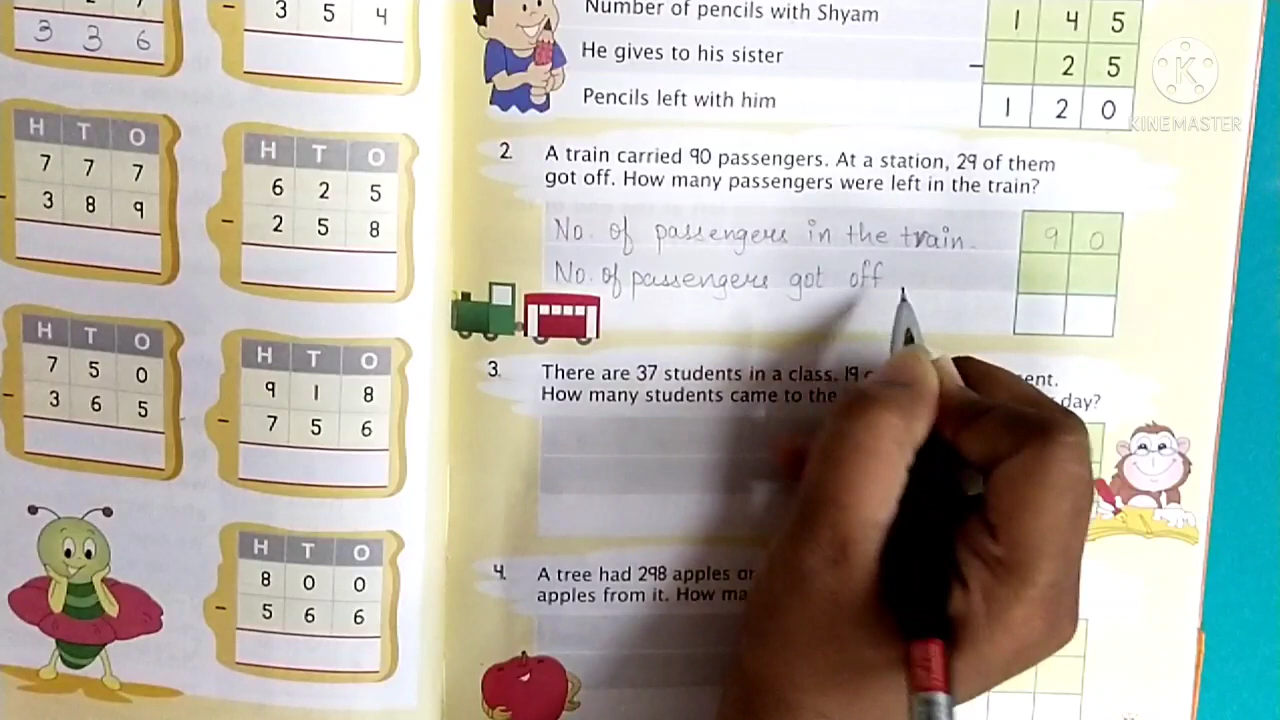 3 3 6
3 5 4
H T O
7 7 7
- 3 8 9
H T O
6 2 5
- 2 5 8
H T O
7 5 0
- 3 6 5
H T O
9 1 8
- 7 5 6
H T O
8 0 0
- 5 6 6
Number of pencils with Shyam 1 4 5
He gives to his sister - 2 5
Pencils left with him 1 2 0
KINEMASTER
2. A train carried 90 passengers. At a station, 29 of them
got off. How many passengers were left in the train?
No. of passengers in the train. 9 0
No. of passengers got off
3. There are 37 students in a class. 19
How many students came to the day?
4. A tree had 298 apples
apples from it. How